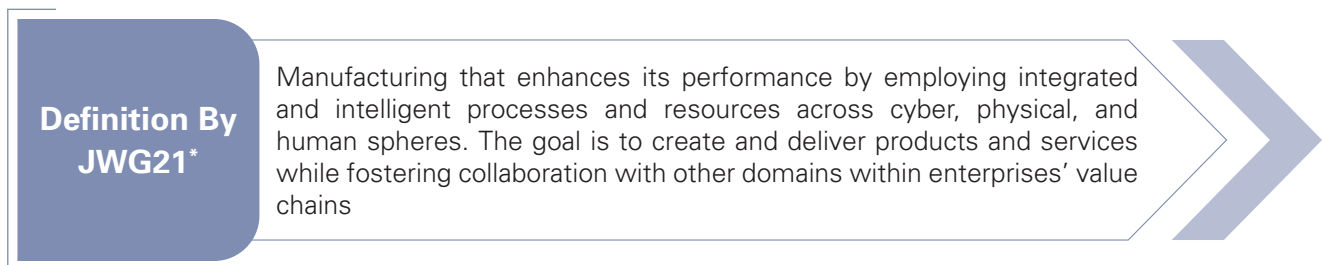 Definition By
JWG21*
Manufacturing that enhances its performance by employing integrated
and intelligent processes and resources across cyber, physical, and
human spheres. The goal is to create and deliver products and services
while fostering collaboration with other domains within enterprises’ value
chains